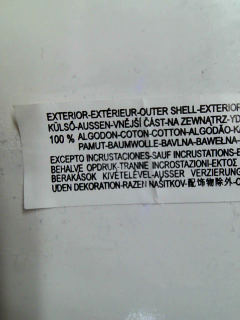 EXTERIOR-EXTÉRIEUR-OUTER SHELL-EXTERIOR
KÜLSŐ-AUSSEN-VNĚJŠÍ ČÁST-NA ZEWNĄTRZ-YD
100 % ALGODON-COTON-COTTON-ALGODÃO-KA
PAMUT-BAUMWOLLE-BAVLNA-BAWEŁNA-
EXCEPTO INCRUSTACIONES-SAUF INCRUSTATIONS-E
BEHALVE OPDRUK-TRANNE INCROSTAZIONI-ΕΚΤΟΣ
BERAKÁSOK KIVÉTELÉVEL-AUSSER VERZIERUNG
UDEN DEKORATION-RAZEN NAŠITKOV-配饰物除外-C